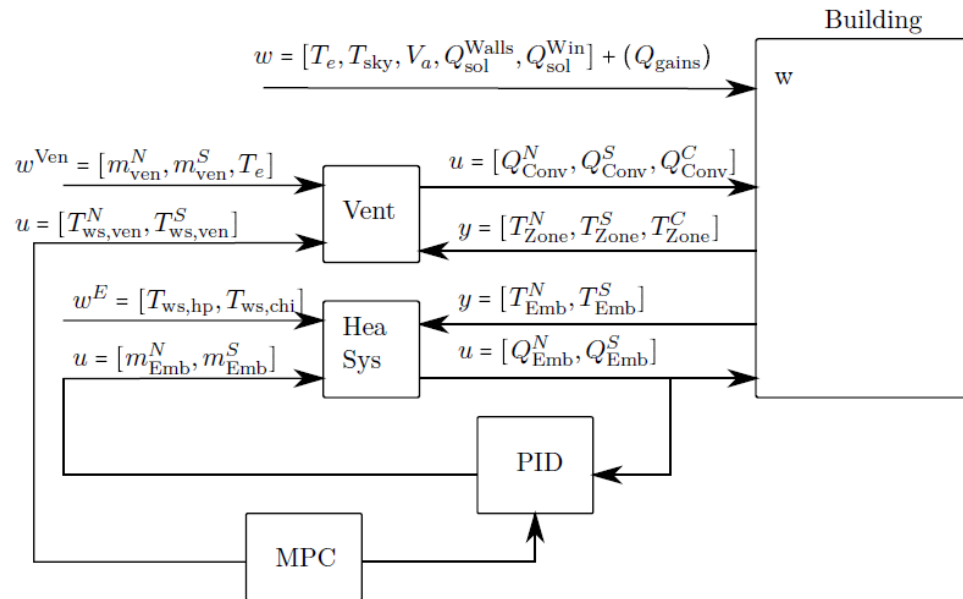 Building
w = [T_e, T_sky, V_a, Q_sol^Walls, Q_sol^Win] + (Q_gains)
w
w^Ven = [m_ven^N, m_ven^S, T_e]
u = [Q_Conv^N, Q_Conv^S, Q_Conv^C]
Vent
u = [T_ws,ven^N, T_ws,ven^S]
y = [T_Zone^N, T_Zone^S, T_Zone^C]
w^E = [T_ws,hp, T_ws,chi]
y = [T_Emb^N, T_Emb^S]
Hea
Sys
u = [m_Emb^N, m_Emb^S]
u = [Q_Emb^N, Q_Emb^S]
PID
MPC